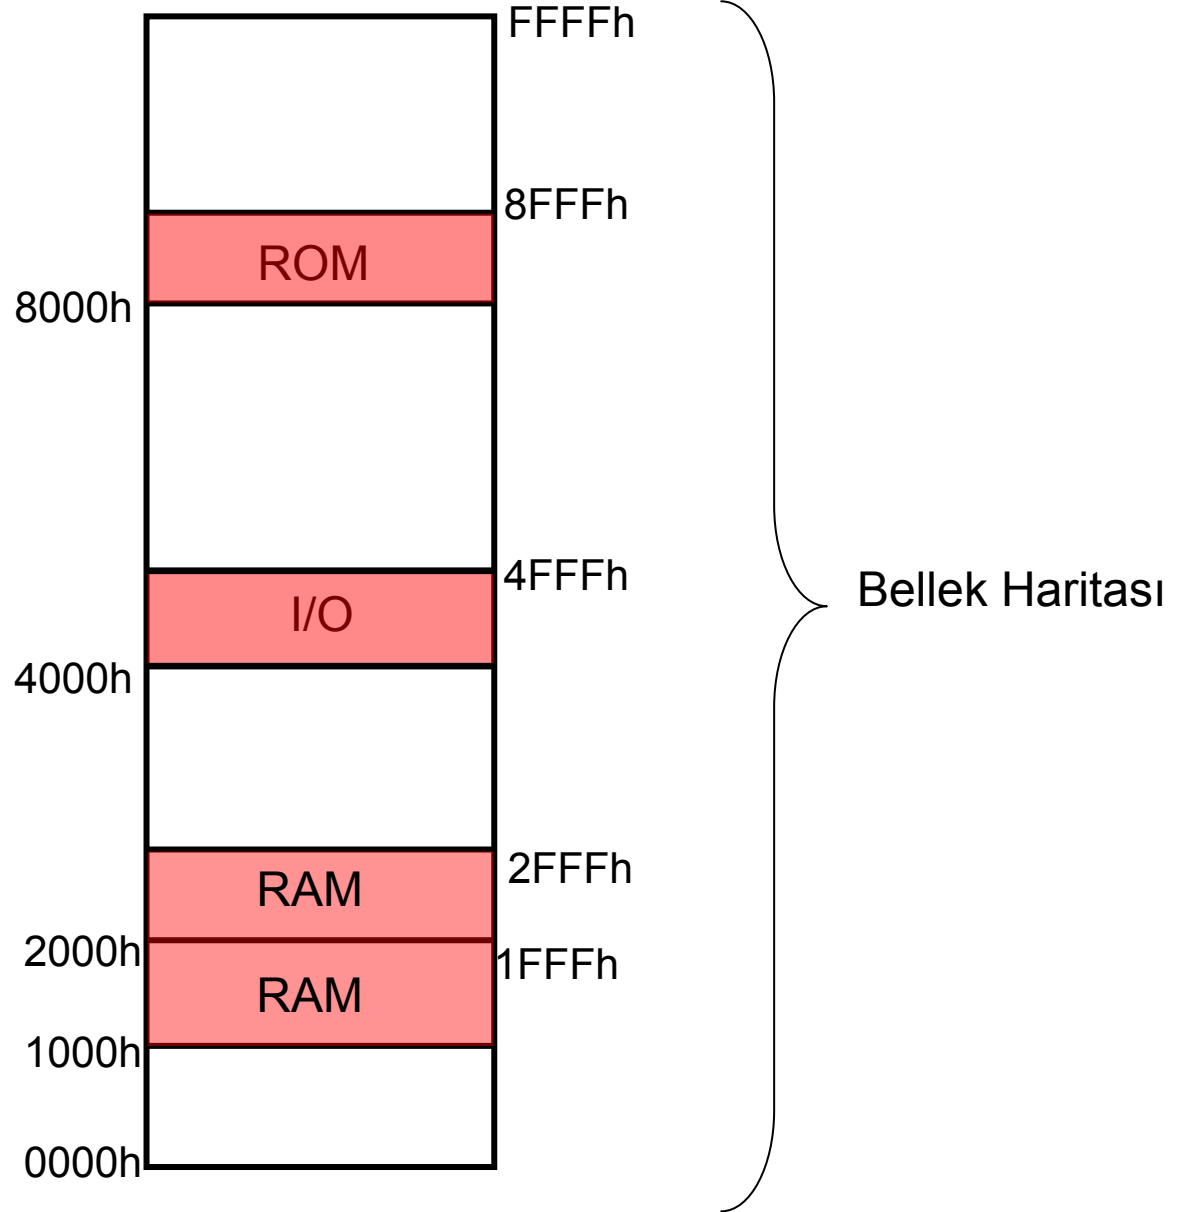 FFFFh
8FFFh
ROM
8000h
4FFFh
I/O
Bellek Haritası
4000h
2FFFh
RAM
2000h
1FFFh
RAM
1000h
0000h